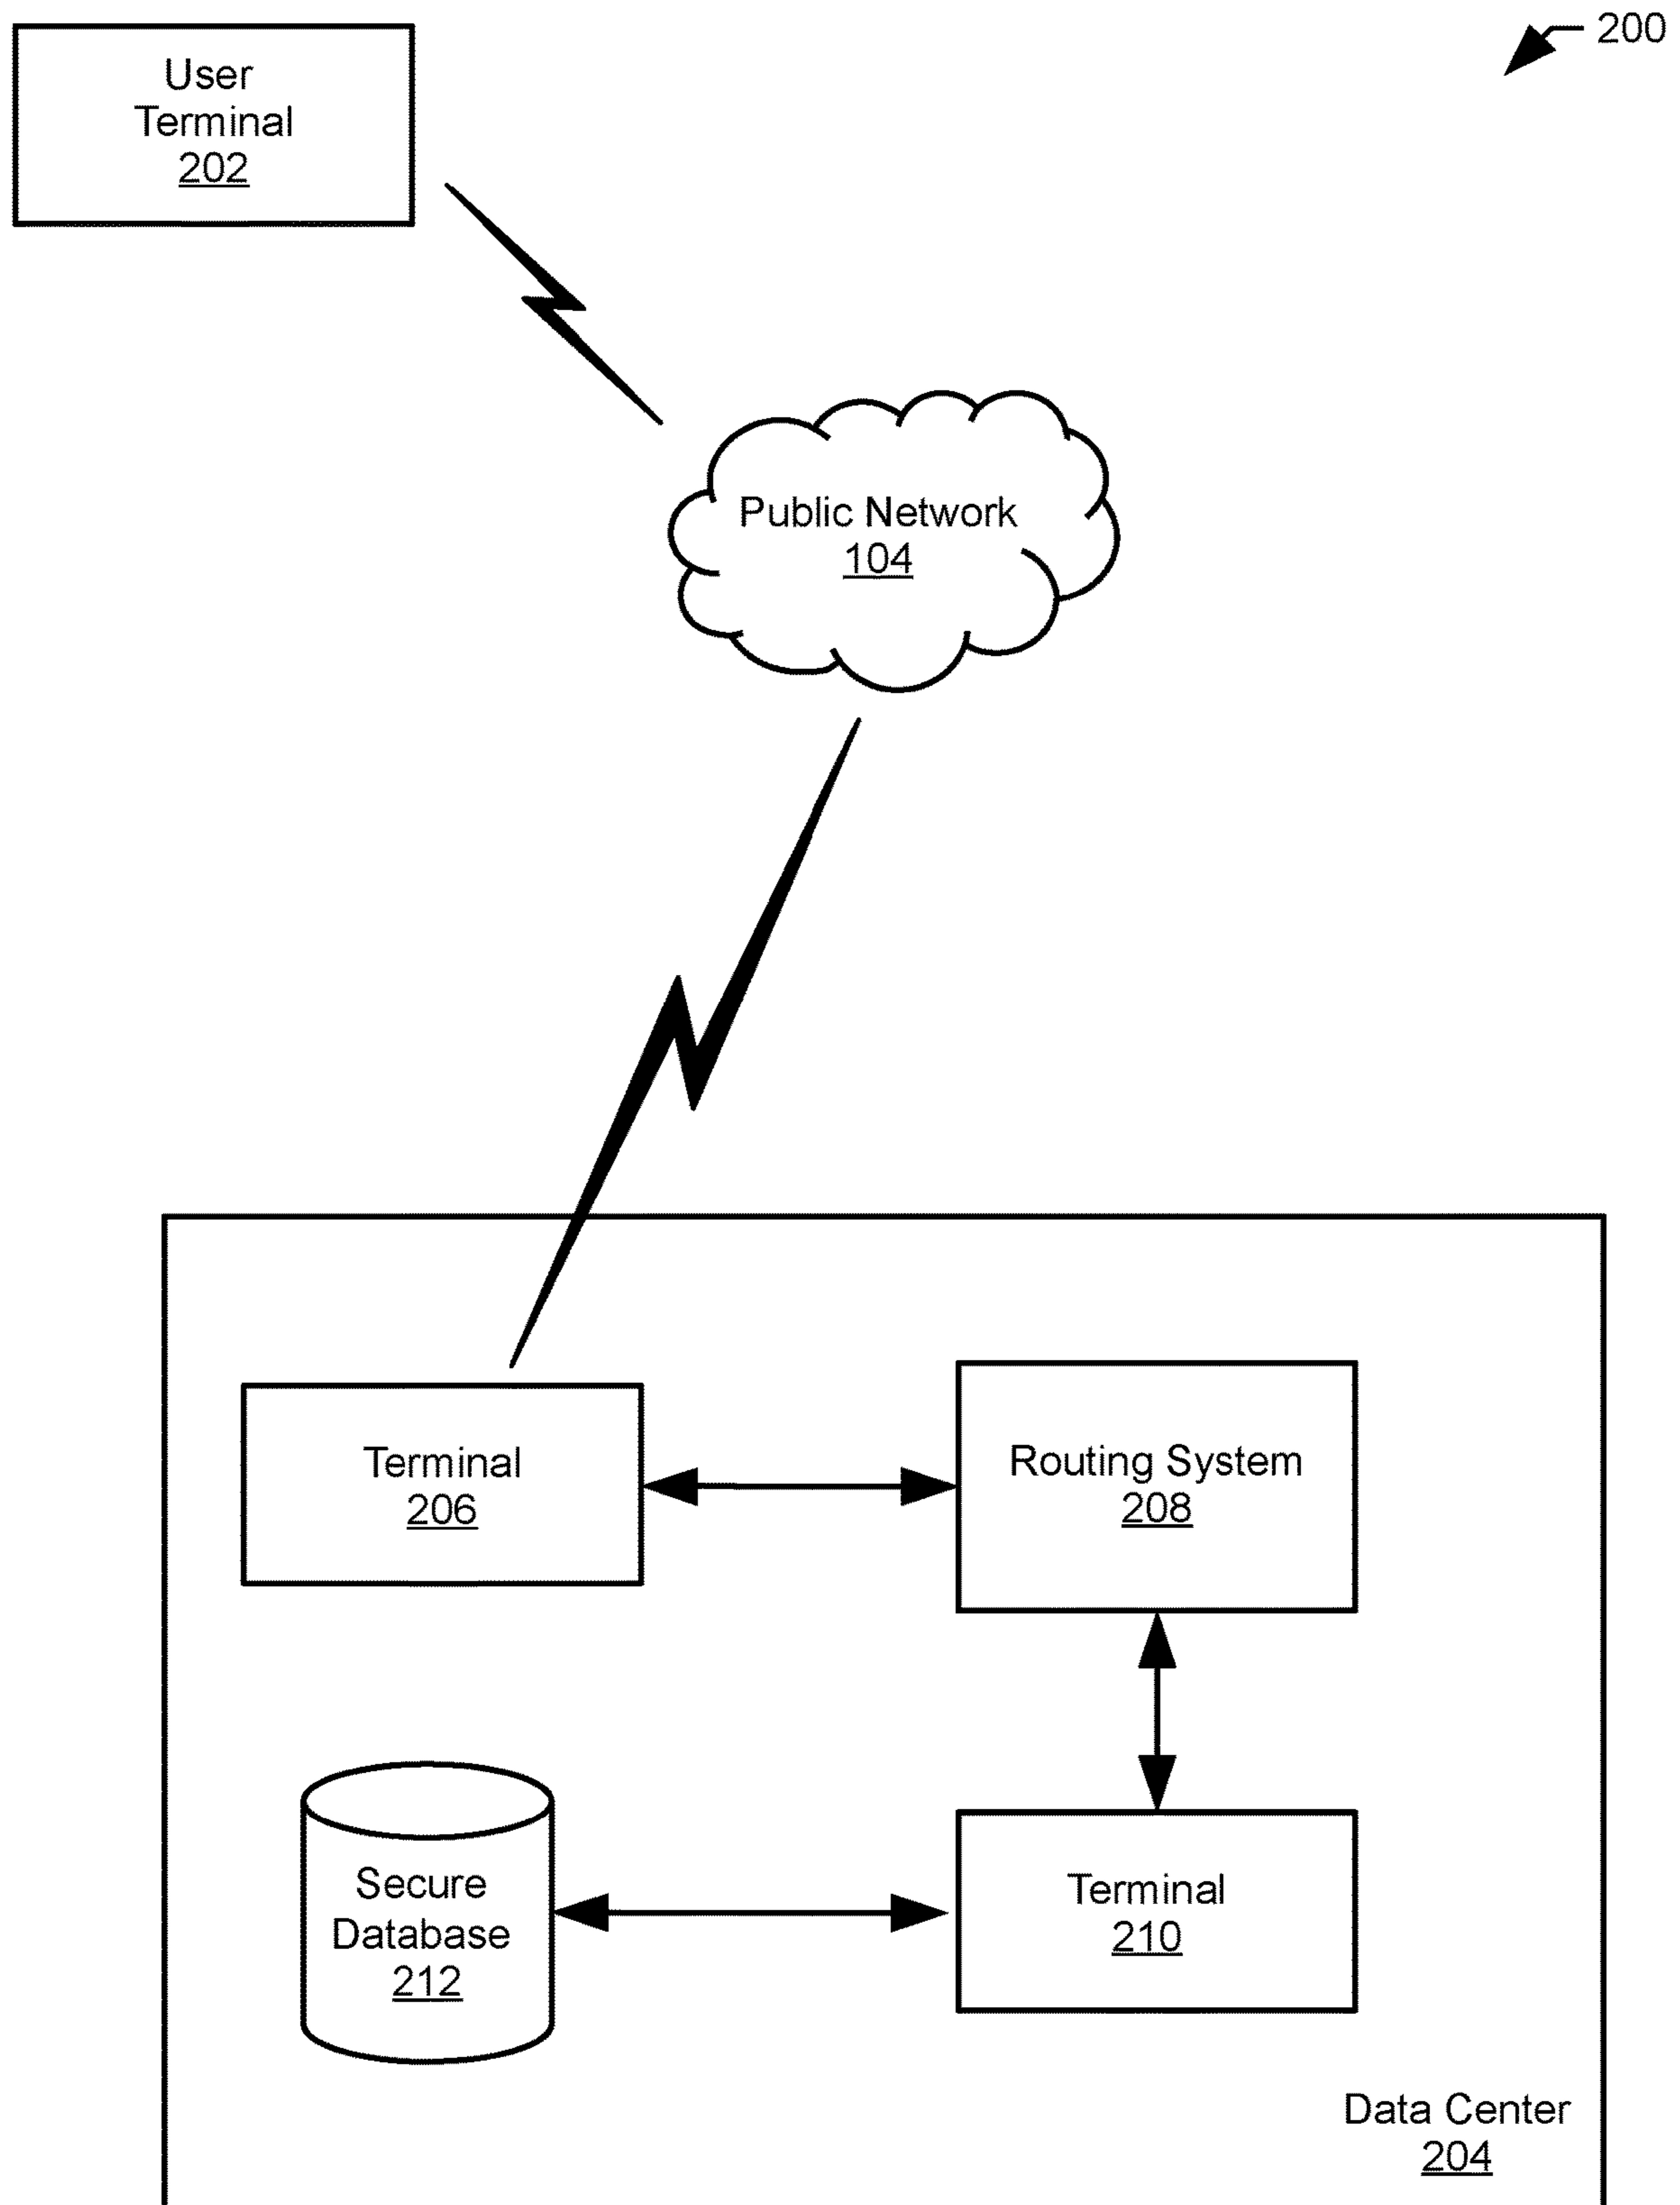 200
User
Terminal
202
Public Network
104
Terminal
206
Routing System
208
Secure
Database
212
Terminal
210
Data Center
204